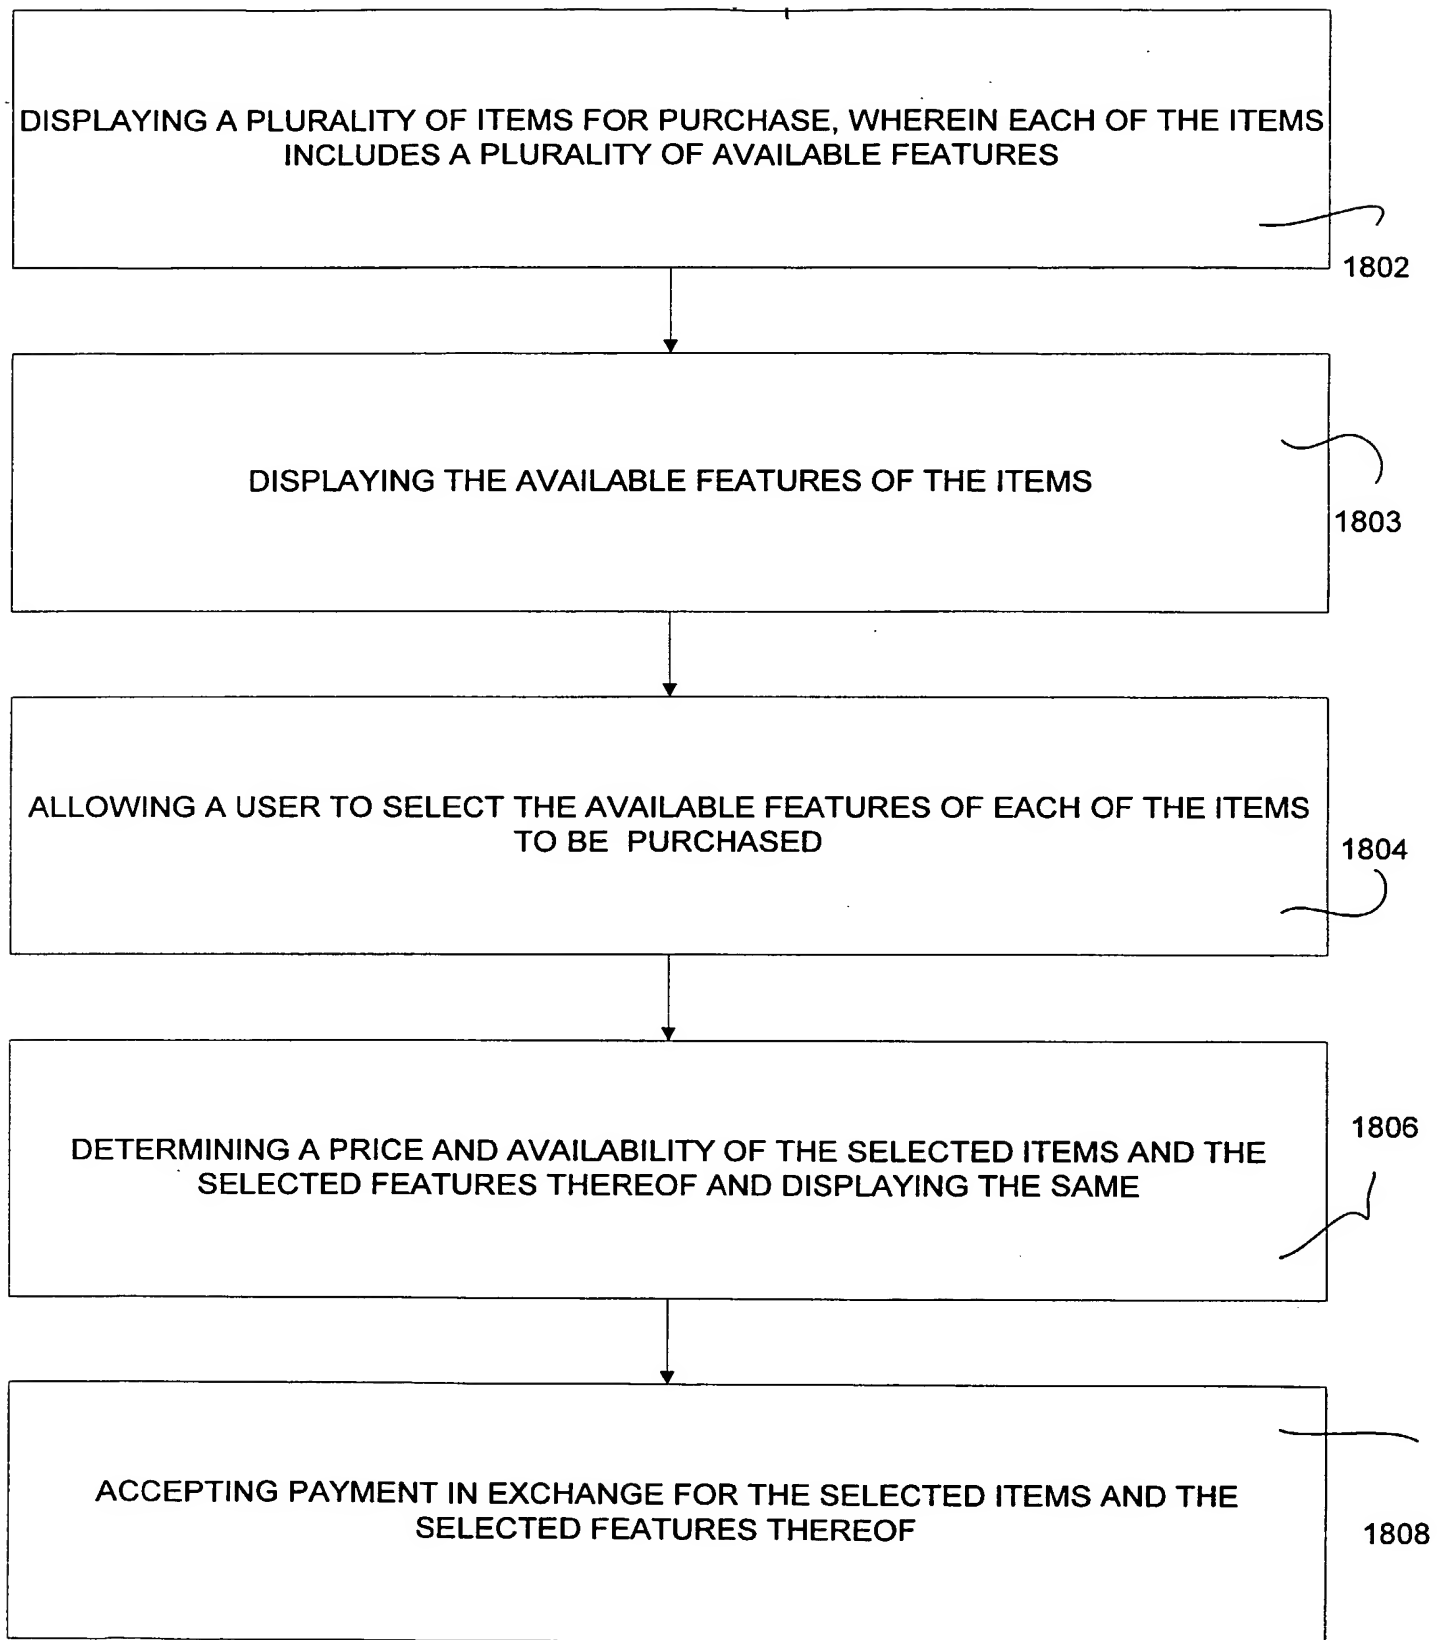 DISPLAYING A PLURALITY OF ITEMS FOR PURCHASE, WHEREIN EACH OF THE ITEMS
INCLUDES A PLURALITY OF AVAILABLE FEATURES
1802
DISPLAYING THE AVAILABLE FEATURES OF THE ITEMS
1803
ALLOWING A USER TO SELECT THE AVAILABLE FEATURES OF EACH OF THE ITEMS
TO BE PURCHASED
1804
DETERMINING A PRICE AND AVAILABILITY OF THE SELECTED ITEMS AND THE
SELECTED FEATURES THEREOF AND DISPLAYING THE SAME
1806
ACCEPTING PAYMENT IN EXCHANGE FOR THE SELECTED ITEMS AND THE
SELECTED FEATURES THEREOF
1808